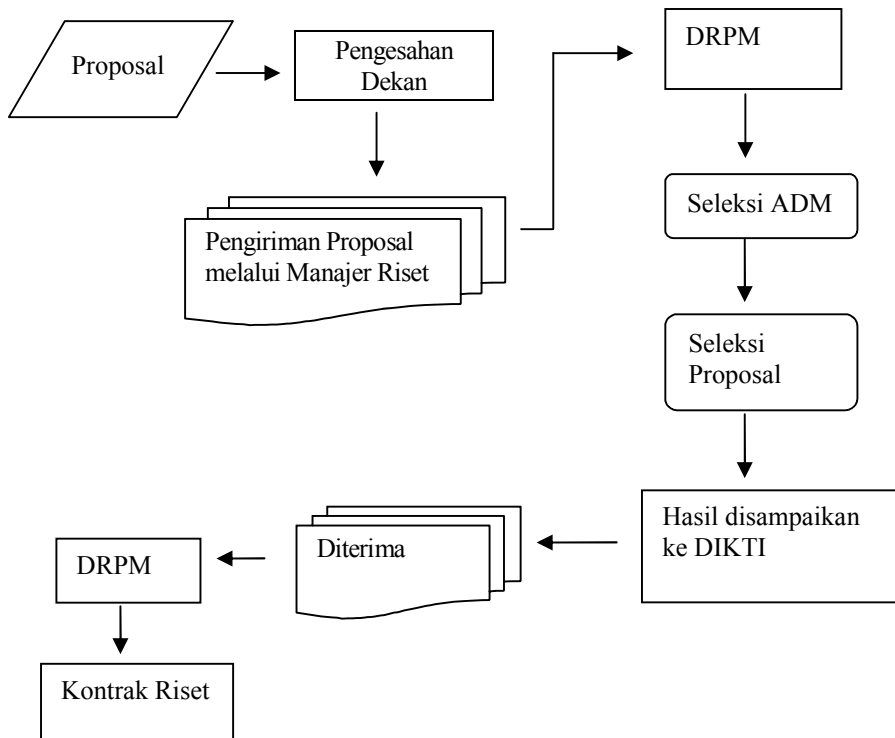 Proposal
Pengesahan
Dekan
Pengiriman Proposal
melalui Manajer Riset
DRPM
Seleksi ADM
Seleksi
Proposal
Hasil disampaikan
ke DIKTI
Diterima
DRPM
Kontrak Riset